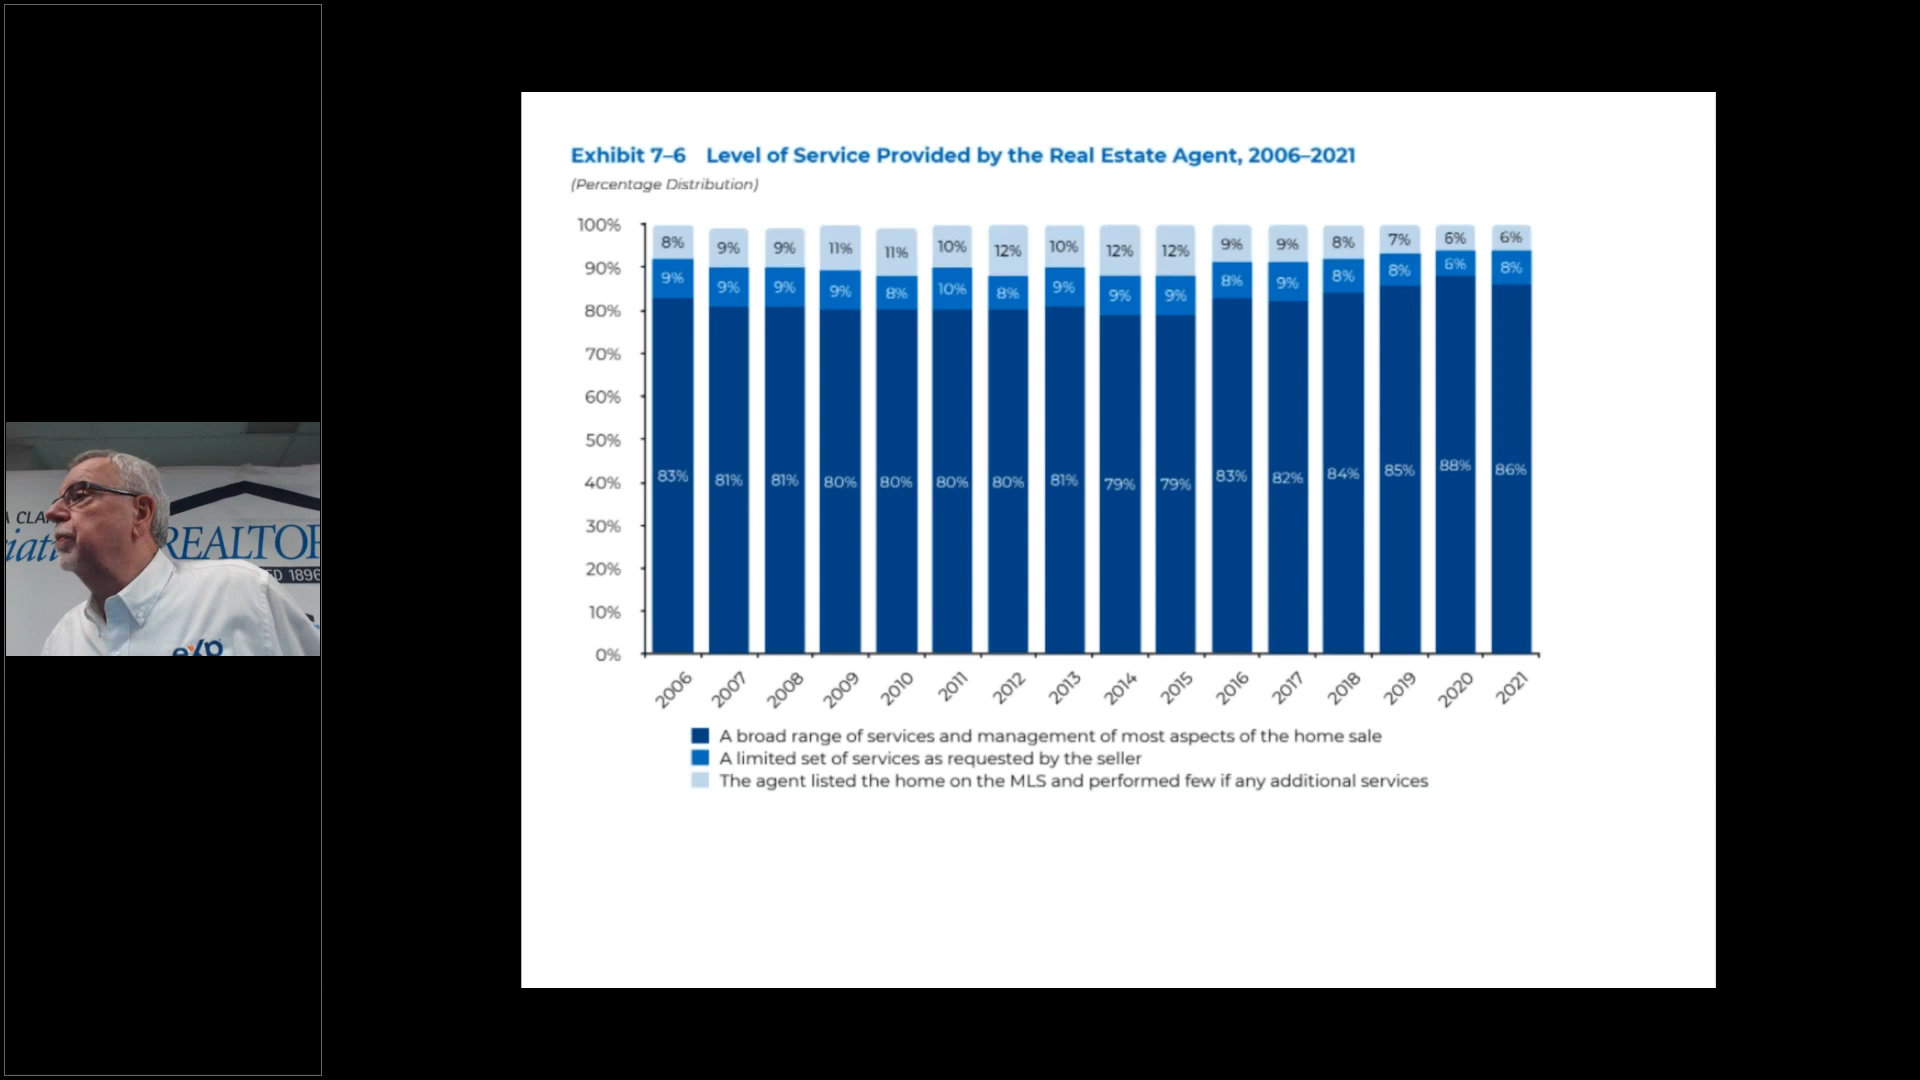 Exhibit 7–6 Level of Service Provided by the Real Estate Agent, 2006–2021
(Percentage Distribution)
100%
90%
80%
70%
60%
50%
40%
30%
20%
10%
0%
8% 9% 9% 11% 11% 10% 12% 10% 12% 12% 9% 9% 8% 7% 6% 6%
9% 9% 9% 9% 8% 10% 8% 9% 9% 9% 8% 9% 8% 8% 6% 8%
83% 81% 81% 80% 80% 80% 80% 81% 79% 79% 83% 82% 84% 85% 88% 86%
2006 2007 2008 2009 2010 2011 2012 2013 2014 2015 2016 2017 2018 2019 2020 2021
A broad range of services and management of most aspects of the home sale
A limited set of services as requested by the seller
The agent listed the home on the MLS and performed few if any additional services
REALTOR
1896
exp